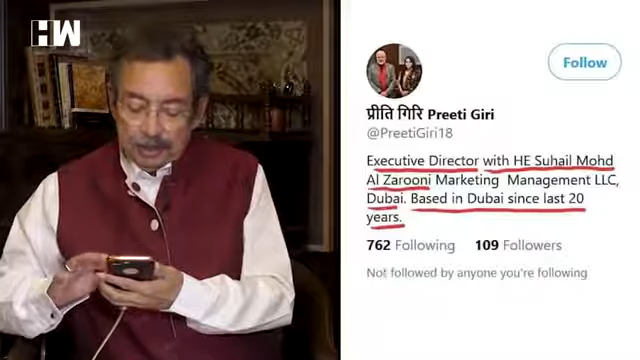 HW
Follow
प्रीति गिरि Preeti Giri
@PreetiGiri18
Executive Director with HE Suhail Mohd
Al Zarooni Marketing Management LLC,
Dubai. Based in Dubai since last 20
years.
762 Following 109 Followers
Not followed by anyone you're following